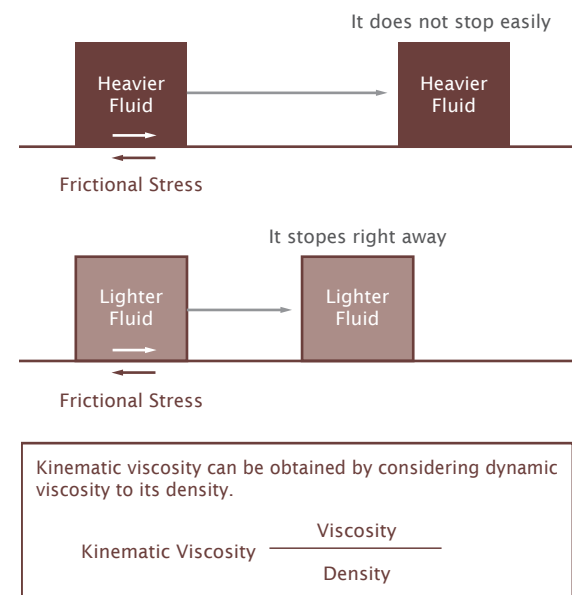 It does not stop easily
Heavier
Fluid
Heavier
Fluid
Frictional Stress
It stopes right away
Lighter
Fluid
Lighter
Fluid
Frictional Stress
Kinematic viscosity can be obtained by considering dynamic
viscosity to its density.
Viscosity
Kinematic Viscosity
Density